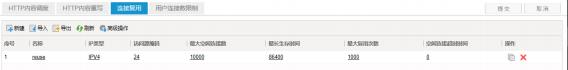 HTTP内容调度 HTTP内容重写 连接复用 用户连接数限制 提交 取消
新建 导入 导出 刷新 高级操作
序号 名称 IP类型 访问源掩码 最大空闲连接数 最长生存时间 最大复用次数 空闲连接超时时间 操作
1 reuse IPV4 24 10000 86400 1000 0